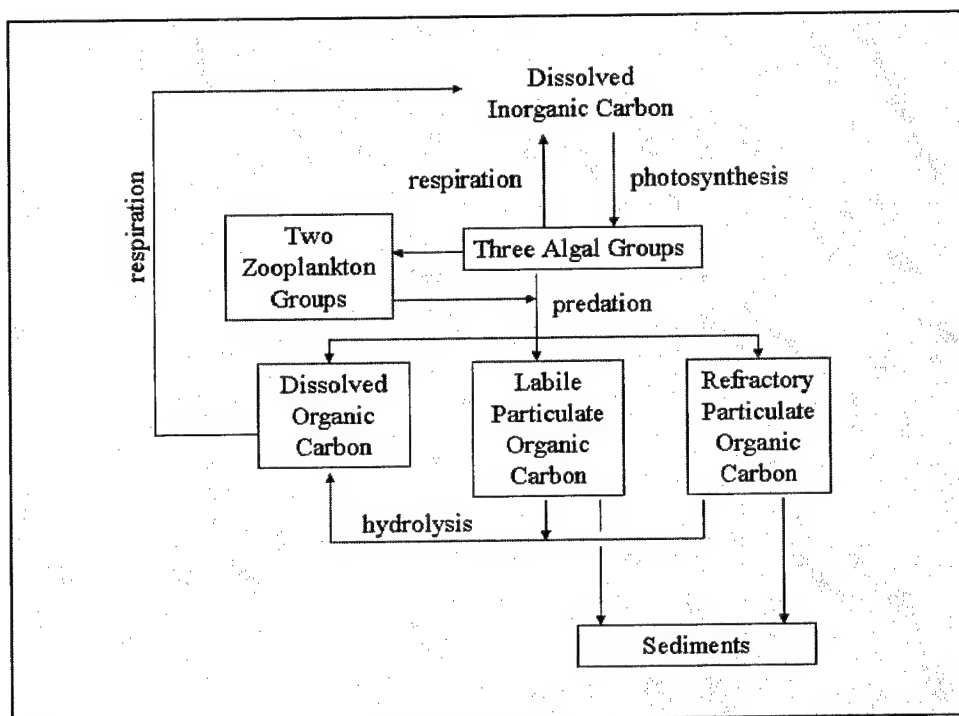 Dissolved
Inorganic Carbon
respiration
photosynthesis
respiration
Two
Zooplankton
Groups
Three Algal Groups
predation
Dissolved
Organic
Carbon
Labile
Particulate
Organic
Carbon
Refractory
Particulate
Organic
Carbon
hydrolysis
Sediments